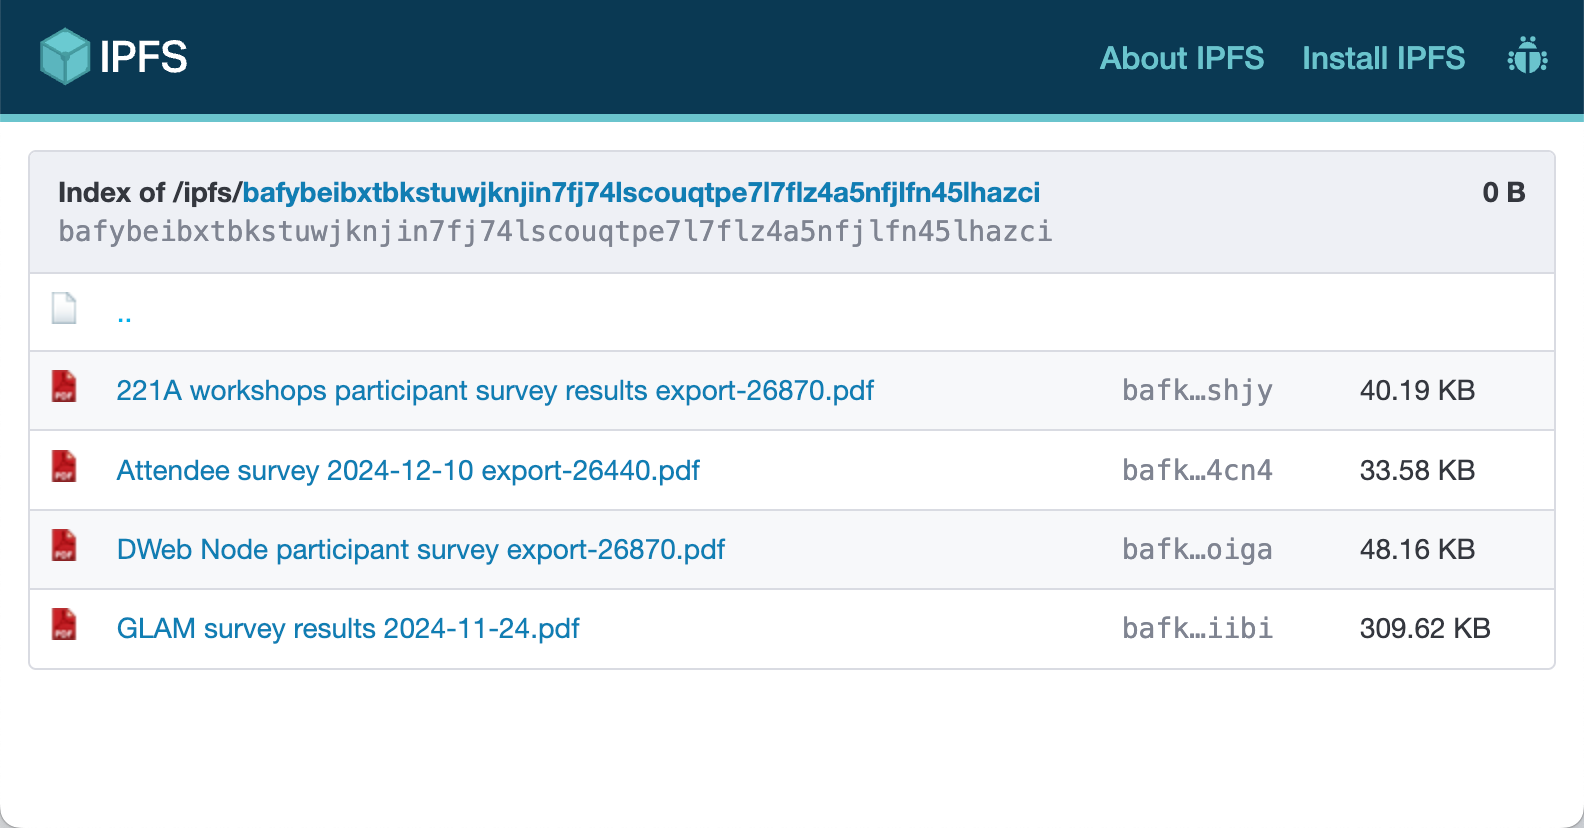 IPFS
About IPFS Install IPFS
Index of /ipfs/bafybeibxtbkstuwjknjin7fj74lscouqtpe7l7flz4a5nfjlfn45lhazci 0 B
bafybeibxtbkstuwjknjin7fj74lscouqtpe7l7flz4a5nfjlfn45lhazci
..
221A workshops participant survey results export-26870.pdf bafk…shjy 40.19 KB
Attendee survey 2024-12-10 export-26440.pdf bafk…4cn4 33.58 KB
DWeb Node participant survey export-26870.pdf bafk…oiga 48.16 KB
GLAM survey results 2024-11-24.pdf bafk…iibi 309.62 KB